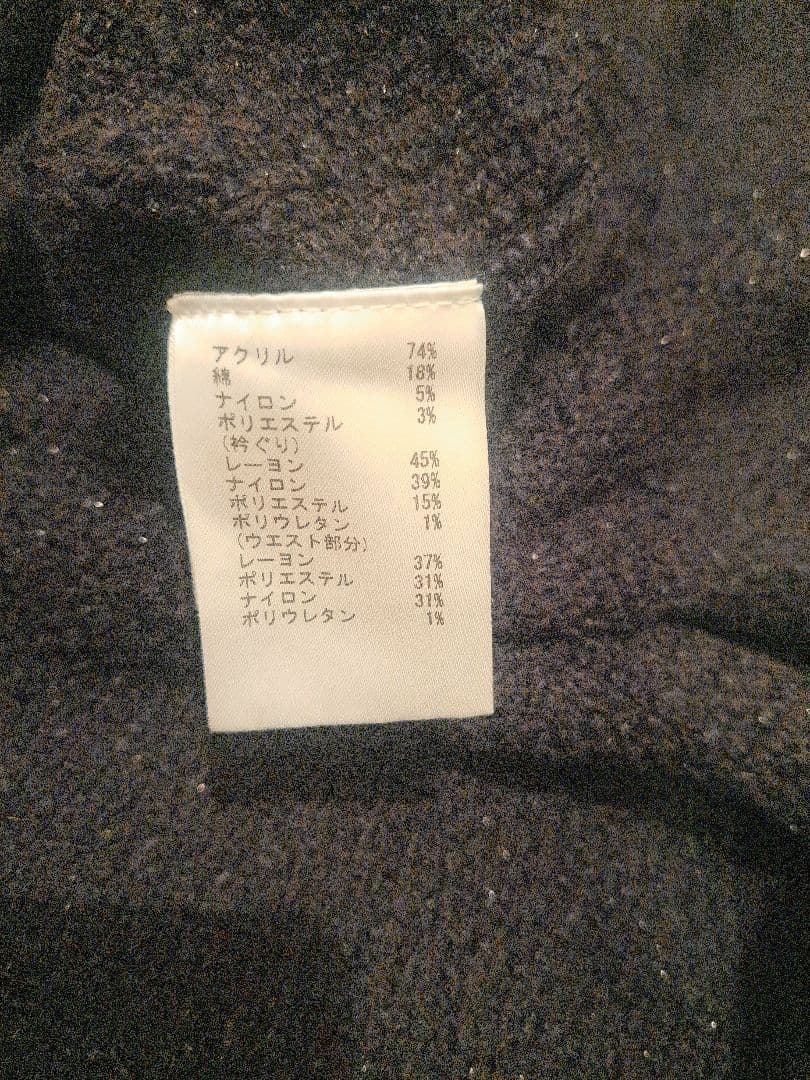 アクリル 74%
綿 18%
ナイロン 5%
ポリエステル 3%
(衿ぐり)
レーヨン 45%
ナイロン 39%
ポリエステル 15%
ポリウレタン 1%
(ウエスト部分)
レーヨン 37%
ポリエステル 31%
ナイロン 31%
ポリウレタン 1%